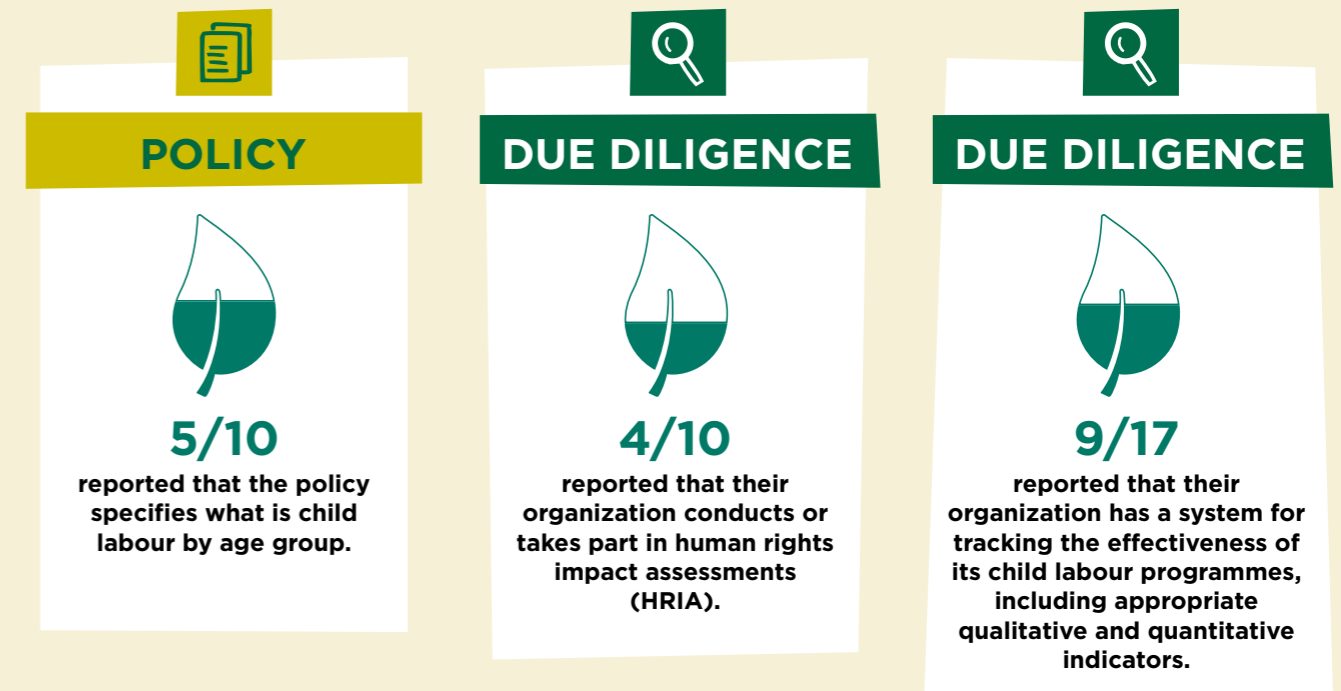 POLICY
5/10
reported that the policy
specifies what is child
labour by age group.
DUE DILIGENCE
4/10
reported that their
organization conducts or
takes part in human rights
impact assessments
(HRIA).
DUE DILIGENCE
9/17
reported that their
organization has a system for
tracking the effectiveness of
its child labour programmes,
including appropriate
qualitative and quantitative
indicators.